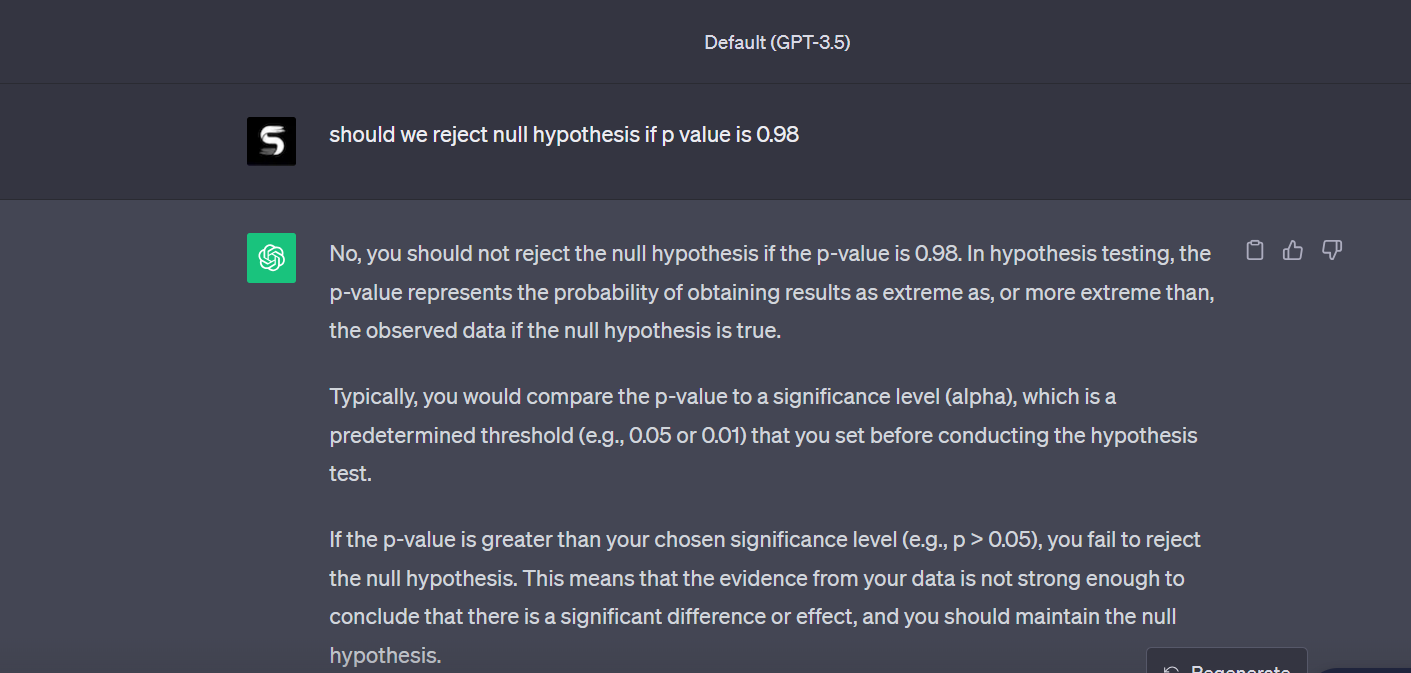 Default (GPT-3.5)
should we reject null hypothesis if p value is 0.98
No, you should not reject the null hypothesis if the p-value is 0.98. In hypothesis testing, the
p-value represents the probability of obtaining results as extreme as, or more extreme than,
the observed data if the null hypothesis is true.
Typically, you would compare the p-value to a significance level (alpha), which is a
predetermined threshold (e.g., 0.05 or 0.01) that you set before conducting the hypothesis
test.
If the p-value is greater than your chosen significance level (e.g., p > 0.05), you fail to reject
the null hypothesis. This means that the evidence from your data is not strong enough to
conclude that there is a significant difference or effect, and you should maintain the null
hypothesis.
Regenerate